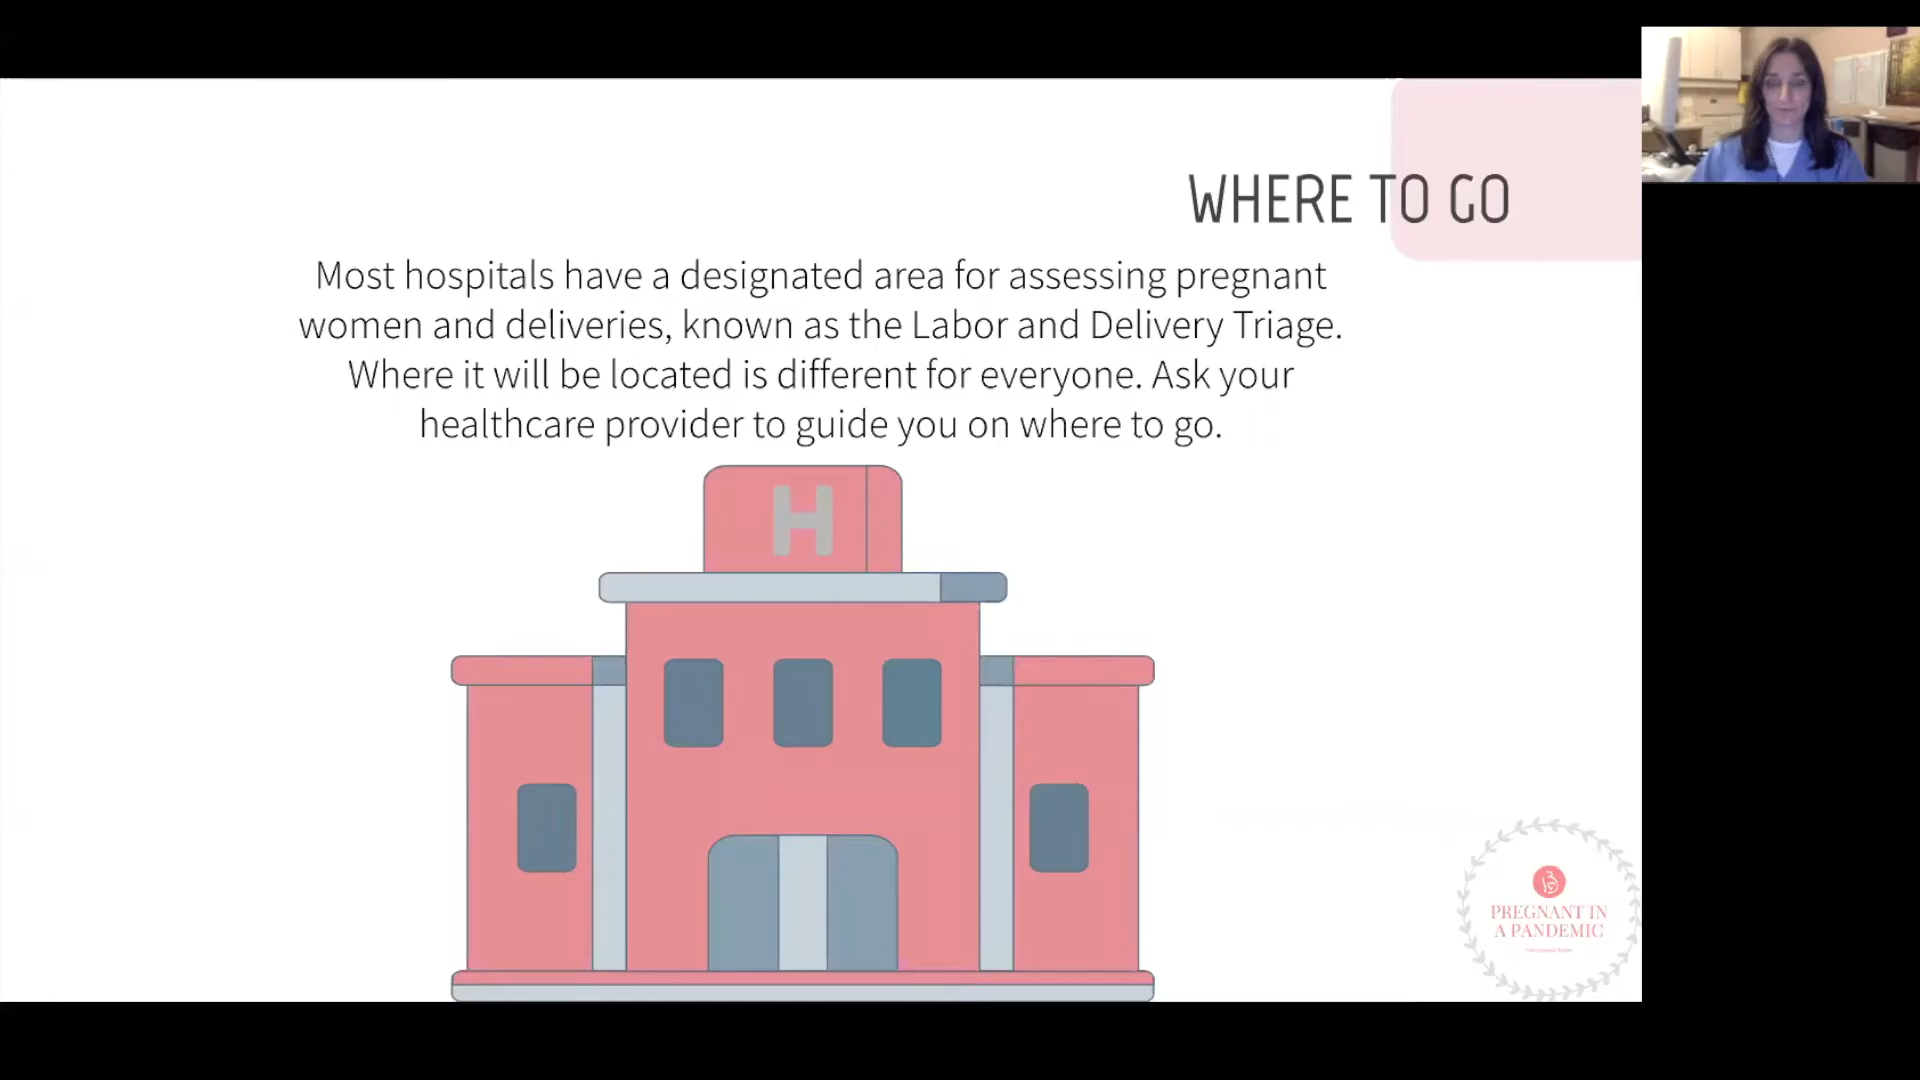 WHERE TO GO
Most hospitals have a designated area for assessing pregnant
women and deliveries, known as the Labor and Delivery Triage.
Where it will be located is different for everyone. Ask your
healthcare provider to guide you on where to go.
H
PREGNANT IN
A PANDEMIC